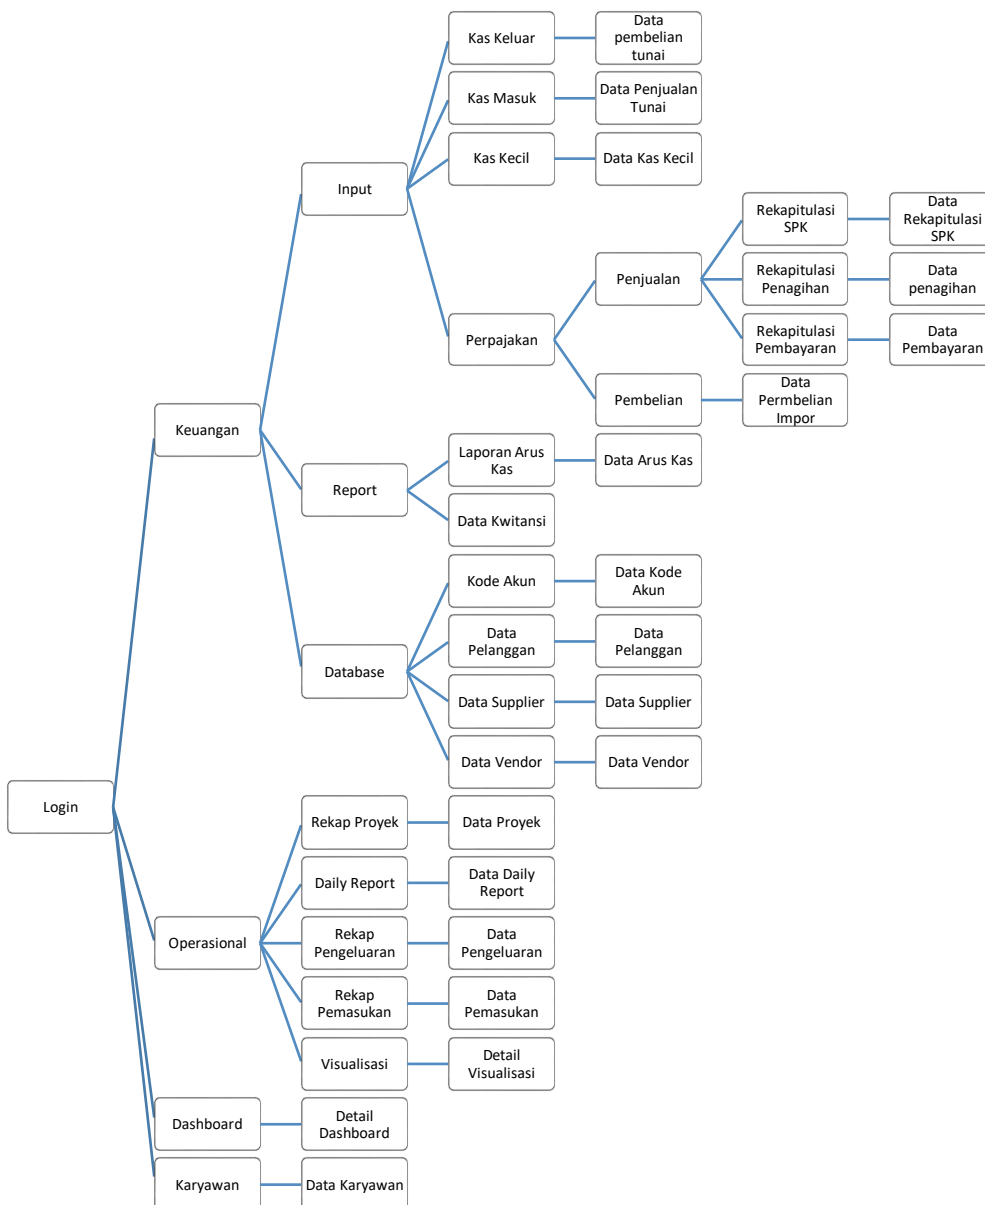 Kas Keluar
Data
pembelian
tunai
Kas Masuk
Data Penjualan
Tunai
Kas Kecil
Data Kas Kecil
Input
Rekapitulasi
SPK
Data
Rekapitulasi
SPK
Penjualan
Rekapitulasi
Penagihan
Data
penagihan
Perpajakan
Rekapitulasi
Pembayaran
Data
Pembayaran
Pembelian
Data
Permbelian
Impor
Keuangan
Laporan Arus
Kas
Data Arus Kas
Report
Data Kwitansi
Kode Akun
Data Kode
Akun
Data
Pelanggan
Data
Pelanggan
Database
Data Supplier
Data Supplier
Data Vendor
Data Vendor
Login
Rekap Proyek
Data Proyek
Daily Report
Data Daily
Report
Operasional
Rekap
Pengeluaran
Data
Pengeluaran
Rekap
Pemasukan
Data
Pemasukan
Visualisasi
Detail
Visualisasi
Dashboard
Detail
Dashboard
Karyawan
Data Karyawan